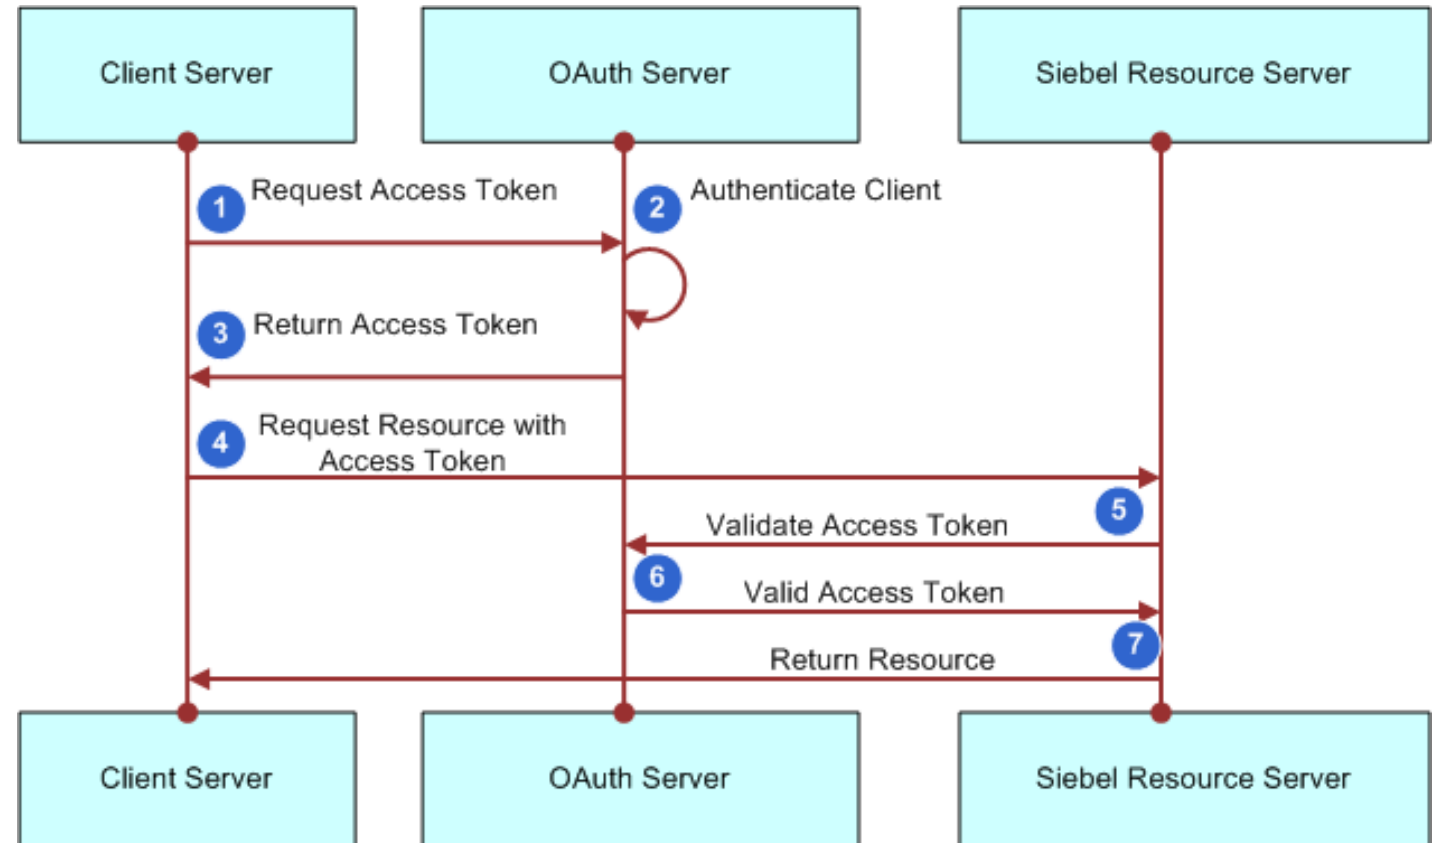 Client Server
OAuth Server
Siebel Resource Server
1
Request Access Token
2
Authenticate Client
3
Return Access Token
4
Request Resource with
Access Token
5
Validate Access Token
6
Valid Access Token
7
Return Resource
Client Server
OAuth Server
Siebel Resource Server